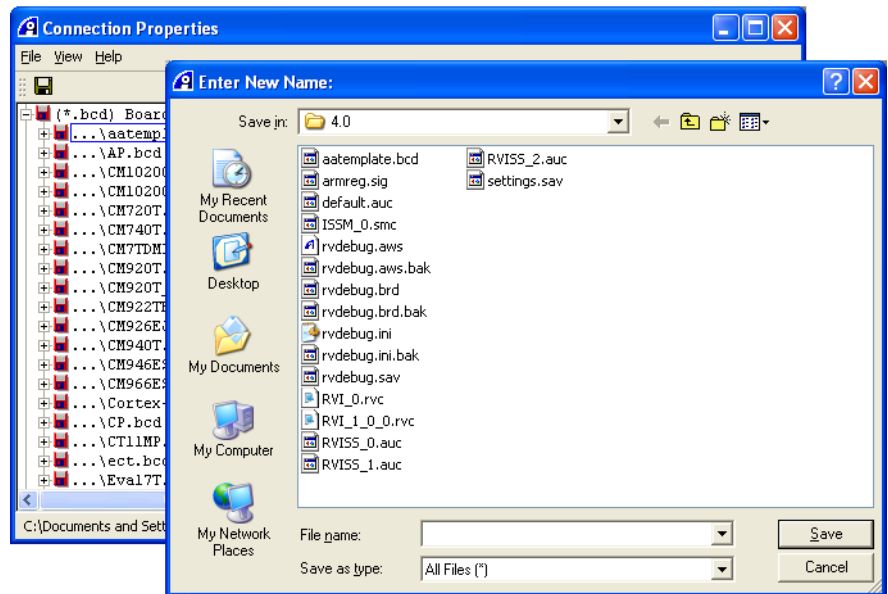 Connection Properties
File View Help
(*.bcd) Board
...\aatempl
...\AP.bcd
...\CM10200
...\CM10200
...\CM720T.
...\CM740T.
...\CM7TDMI
...\CM920T.
...\CM920T_
...\CM922TE
...\CM926EJ
...\CM940T.
...\CM946ES
...\CM966ES
...\Cortex-
...\CP.bcd
...\CT11MP.
...\ect.bcd
...\Eval7T.
C:\Documents and Sett
Enter New Name:
Save in:
4.0
My Recent
Documents
Desktop
My Documents
My Computer
My Network
Places
aatemplate.bcd
armreg.sig
default.auc
ISSM_0.smc
rvdebug.aws
rvdebug.aws.bak
rvdebug.brd
rvdebug.brd.bak
rvdebug.ini
rvdebug.ini.bak
rvdebug.sav
RVI_0.rvc
RVI_1_0_0.rvc
RVISS_0.auc
RVISS_1.auc
RVISS_2.auc
settings.sav
File name:
Save
Save as type:
All Files (*)
Cancel